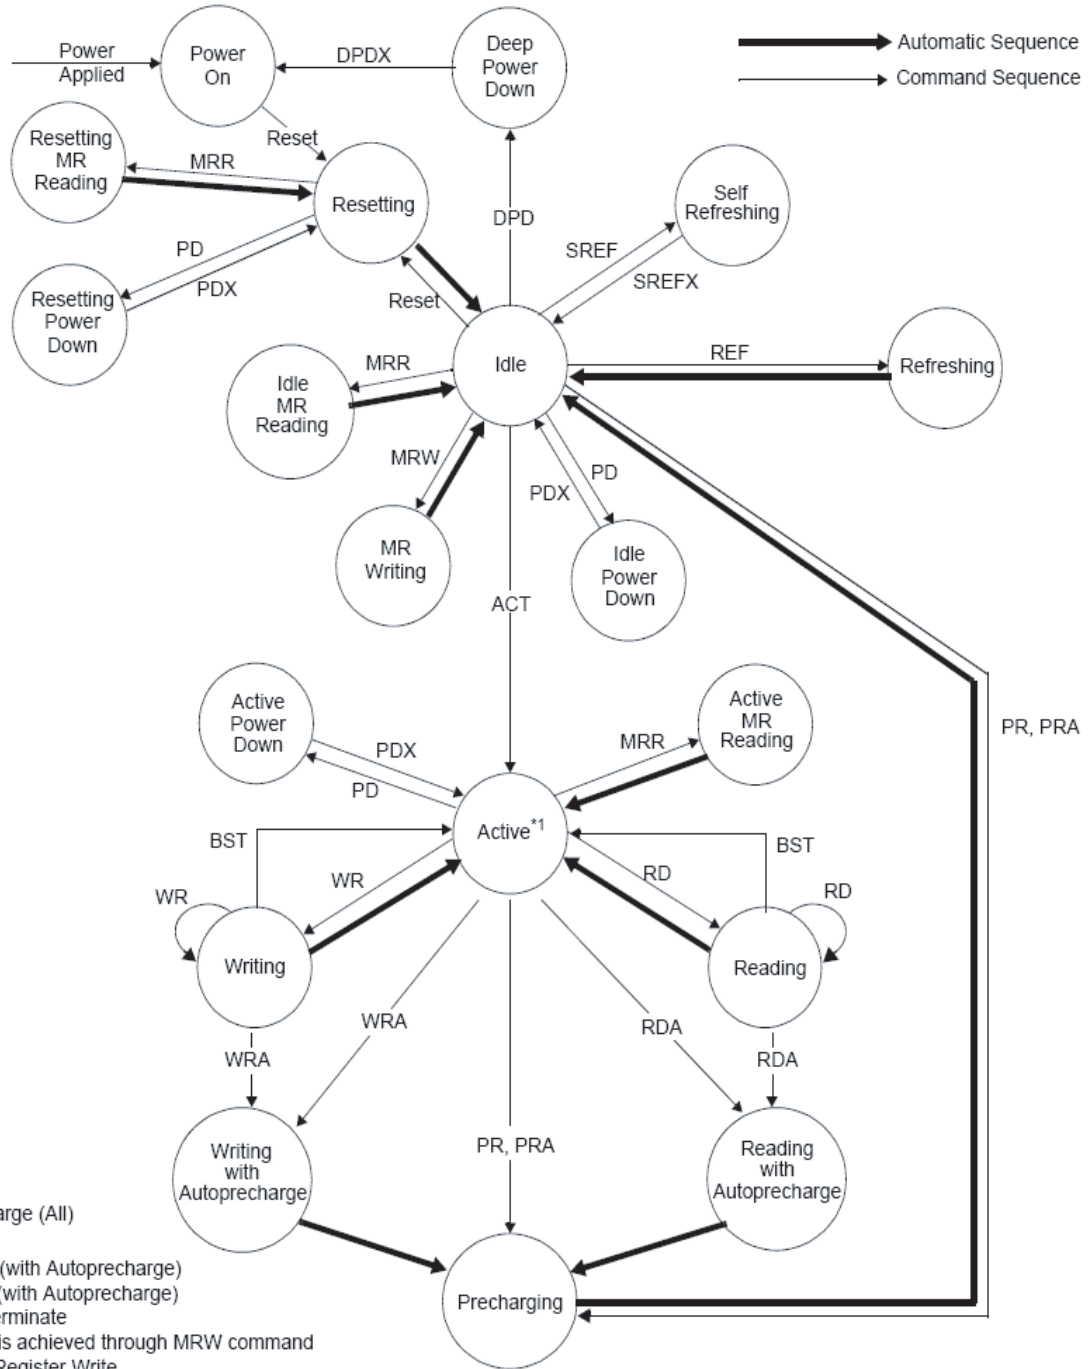 Power
Applied
Power
On
DPDX
Deep
Power
Down
Automatic Sequence
Command Sequence
Reset
Resetting
MR
Reading
MRR
Resetting
PD
PDX
Resetting
Power
Down
DPD
Self
Refreshing
SREF
SREFX
Reset
Idle
REF
Refreshing
MRR
Idle
MR
Reading
MRW
MR
Writing
PD
PDX
Idle
Power
Down
ACT
PR, PRA
Active
Power
Down
PDX
PD
Active
MR
Reading
MRR
Active*1
BST
BST
WR
WR
RD
RD
Writing
Reading
WRA
WRA
RDA
RDA
PR, PRA
Writing
with
Autoprecharge
Reading
with
Autoprecharge
Precharging
arge (All)
(with Autoprecharge)
(with Autoprecharge)
erminate
is achieved through MRW command
Register Write